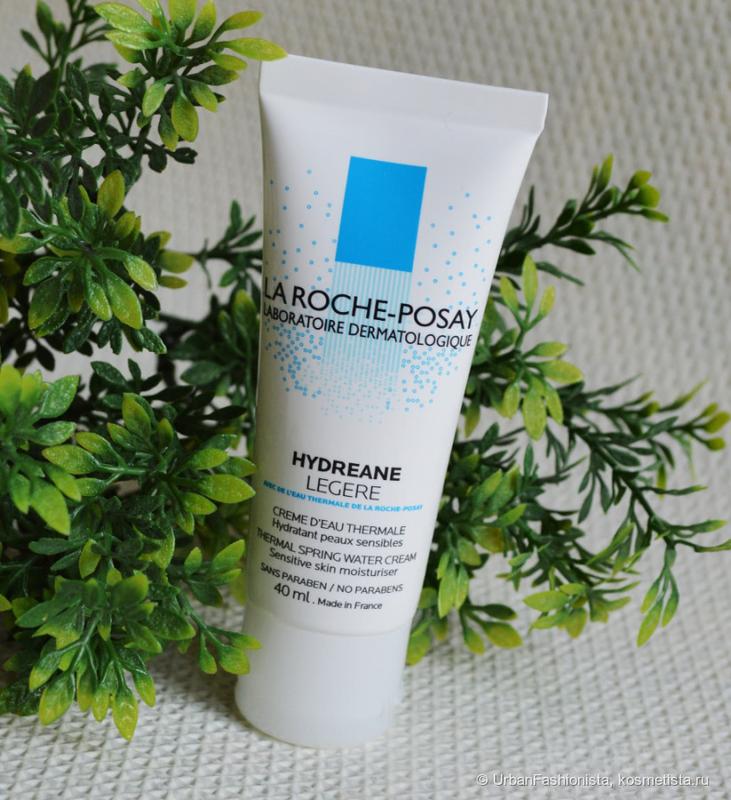 LA ROCHE-POSAY
LABORATOIRE DERMATOLOGIQUE
HYDREANE
LEGERE
AVEC DE L'EAU THERMALE DE LA ROCHE-POSAY
CREME D'EAU THERMALE
Hydratant peaux sensibles
THERMAL SPRING WATER CREAM
Sensitive skin moisturiser
SANS PARABEN / NO PARABENS
40 ml . Made in France
© UrbanFashionista, kosmetista.ru